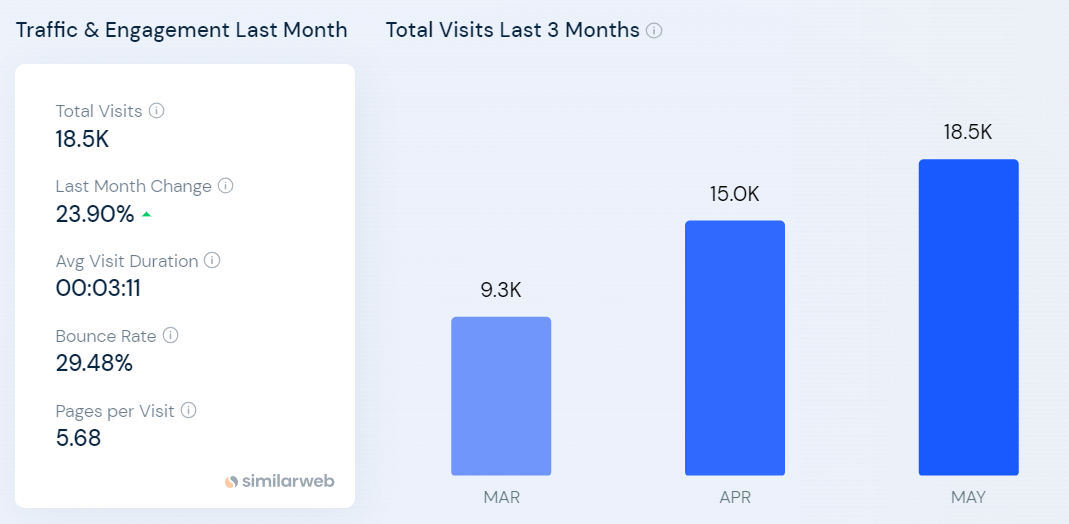 Traffic & Engagement Last Month
Total Visits
18.5K
Last Month Change
23.90%
Avg Visit Duration
00:03:11
Bounce Rate
29.48%
Pages per Visit
5.68
similarweb
Total Visits Last 3 Months
9.3K
15.0K
18.5K
MAR
APR
MAY